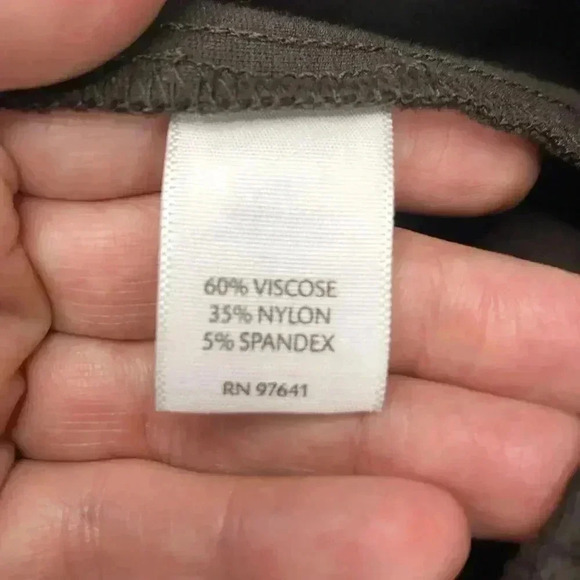 60% VISCOSE
35% NYLON
5% SPANDEX
RN 97641